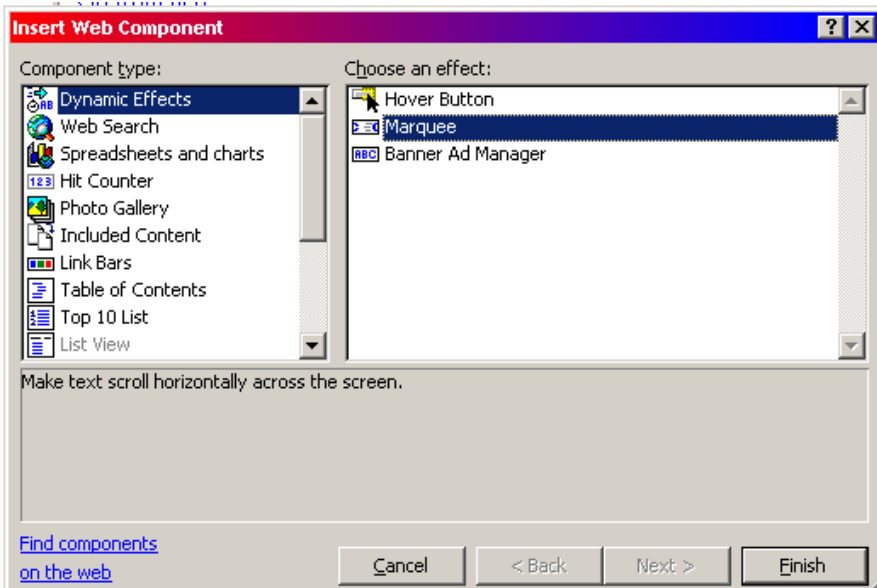 Insert Web Component
Component type:
Dynamic Effects
Web Search
Spreadsheets and charts
Hit Counter
Photo Gallery
Included Content
Link Bars
Table of Contents
Top 10 List
List View
Choose an effect:
Hover Button
Marquee
Banner Ad Manager
Make text scroll horizontally across the screen.
Find components
on the web
Cancel
< Back
Next >
Finish